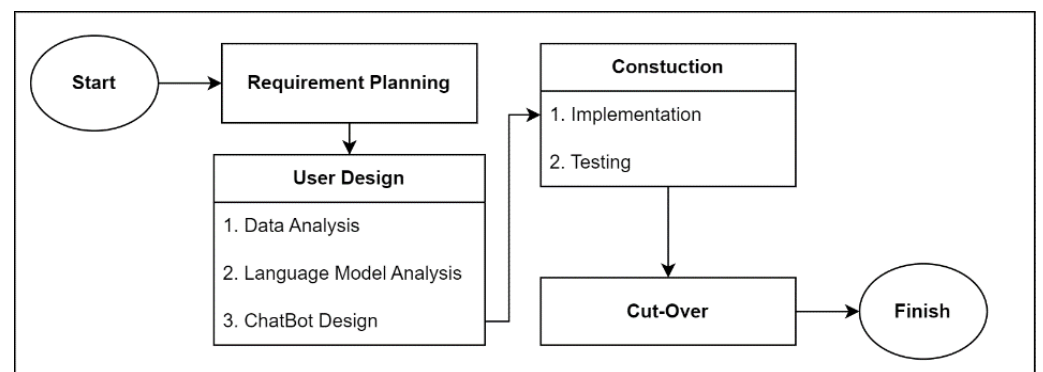 Start
Requirement Planning
User Design
1. Data Analysis
2. Language Model Analysis
3. ChatBot Design
Constuction
1. Implementation
2. Testing
Cut-Over
Finish